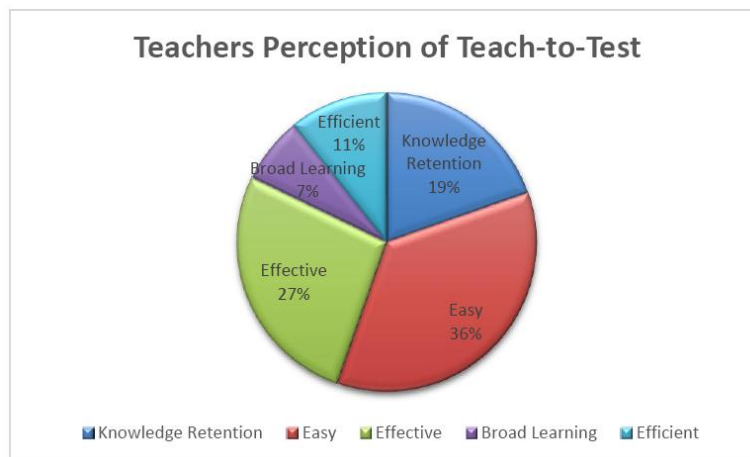 Teachers Perception of Teach-to-Test
Efficient
11%
Knowledge
Retention
19%
Broad Learning
7%
Effective
27%
Easy
36%
Knowledge Retention Easy Effective Broad Learning Efficient